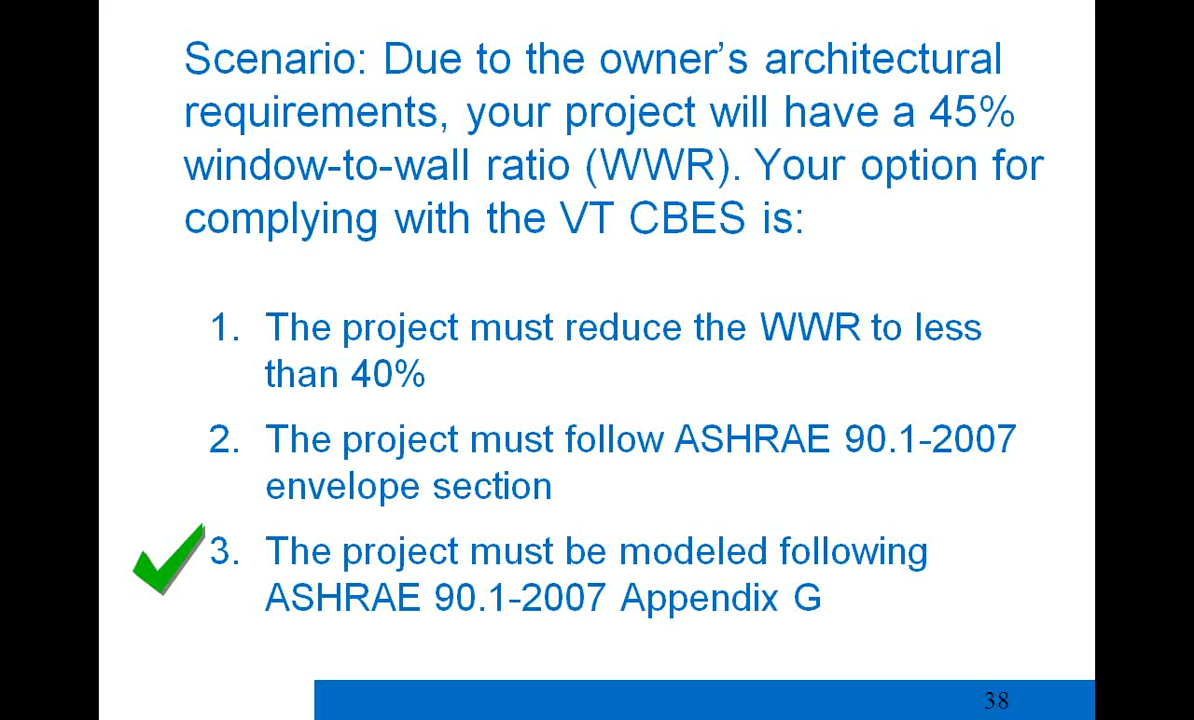 Scenario: Due to the owner’s architectural
requirements, your project will have a 45%
window-to-wall ratio (WWR). Your option for
complying with the VT CBES is:
1. The project must reduce the WWR to less
than 40%
2. The project must follow ASHRAE 90.1-2007
envelope section
3. The project must be modeled following
ASHRAE 90.1-2007 Appendix G
38